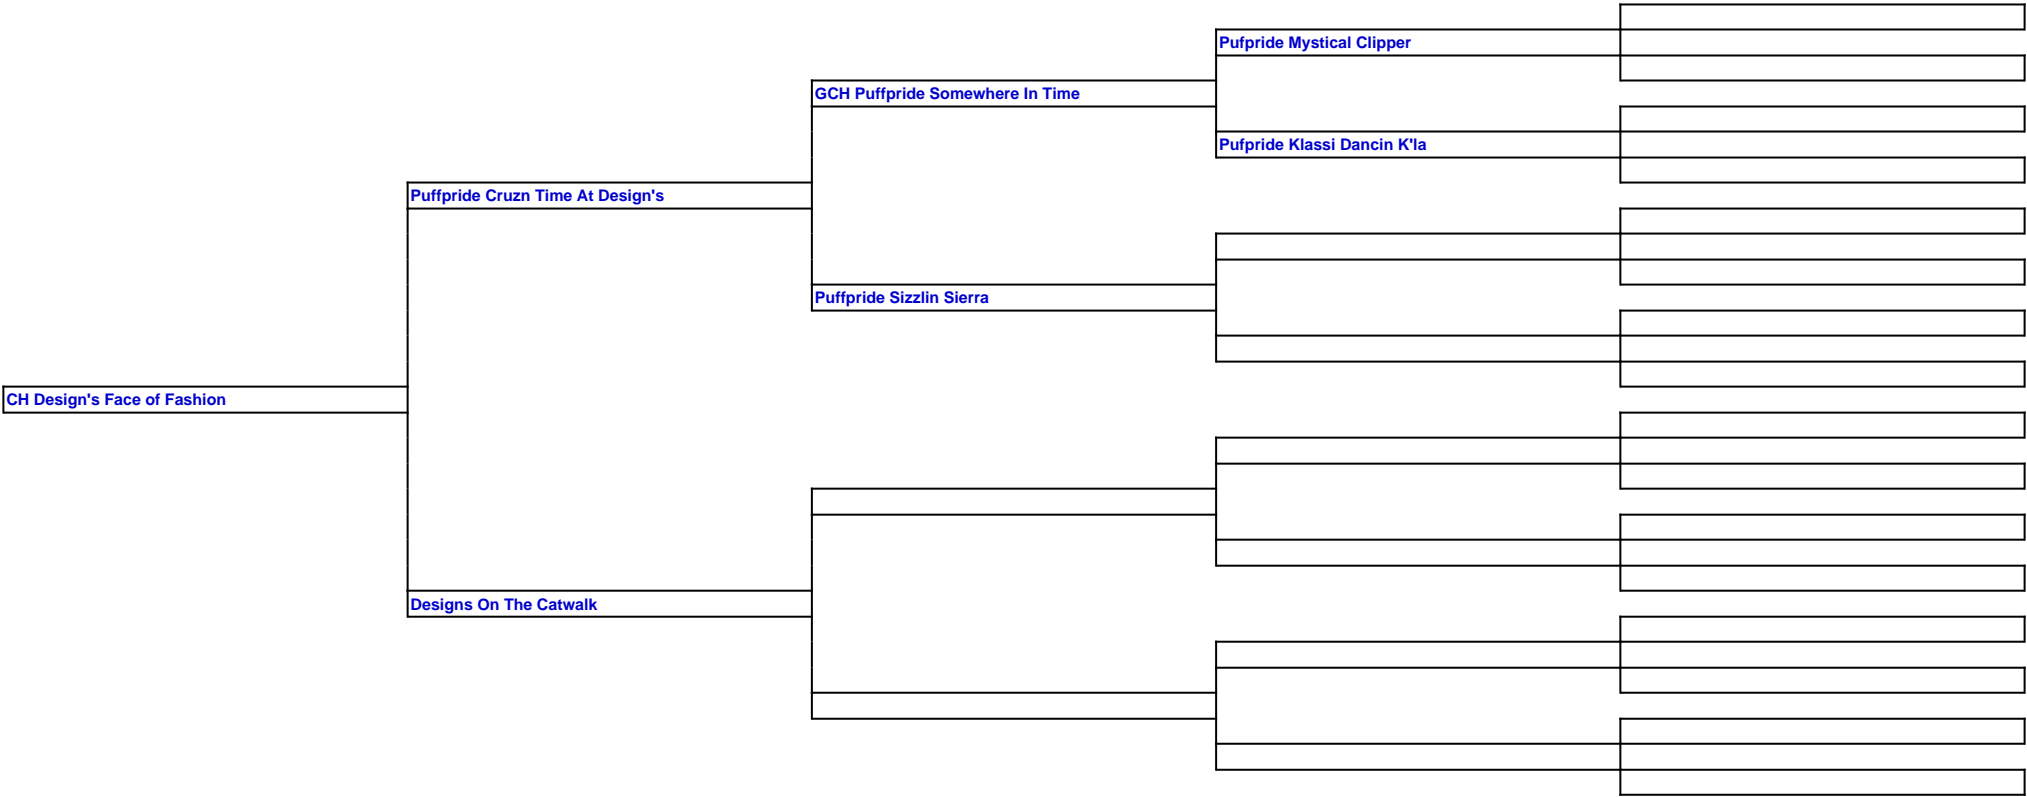 Pufpride Mystical Clipper
GCH Puffpride Somewhere In Time
Pufpride Klassi Dancin K'la
Puffpride Cruzn Time At Design's
Puffpride Sizzlin Sierra
CH Design's Face of Fashion
Designs On The Catwalk